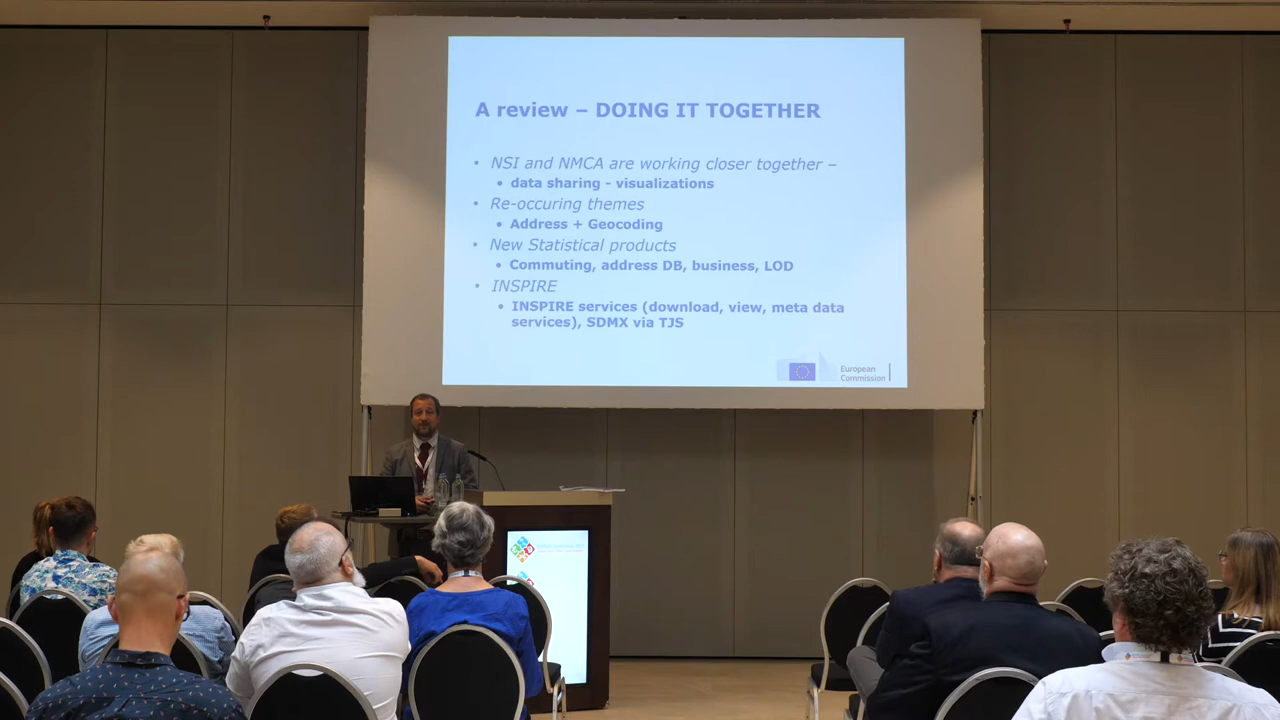 A review – DOING IT TOGETHER
• NSI and NMCA are working closer together –
• data sharing - visualizations
• Re-occuring themes
• Address + Geocoding
• New Statistical products
• Commuting, address DB, business, LOD
• INSPIRE
• INSPIRE services (download, view, meta data
services), SDMX via TJS
European
Commission